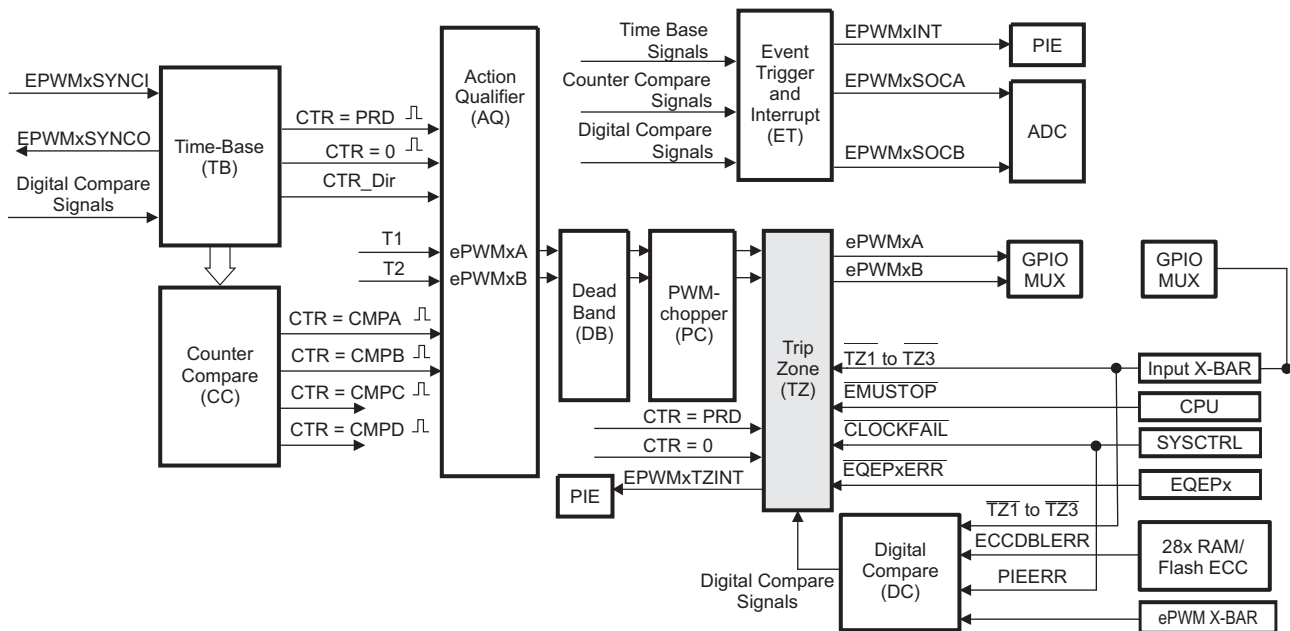 EPWMxSYNCI
EPWMxSYNCO
Digital Compare
Signals
Time-Base
(TB)
CTR = PRD
CTR = 0
CTR_Dir
T1
T2
Counter
Compare
(CC)
CTR = CMPA
CTR = CMPB
CTR = CMPC
CTR = CMPD
Action
Qualifier
(AQ)
ePWMxA
ePWMxB
Time Base
Signals
Counter Compare
Signals
Digital Compare
Signals
Event
Trigger
and
Interrupt
(ET)
EPWMxINT
EPWMxSOCA
EPWMxSOCB
PIE
ADC
Dead
Band
(DB)
PWM-
chopper
(PC)
Trip
Zone
(TZ)
ePWMxA
ePWMxB
GPIO
MUX
GPIO
MUX
TZ1 to TZ3
EMUSTOP
CLOCKFAIL
EQEPxERR
Input X-BAR
CPU
SYSCTRL
EQEPx
CTR = PRD
CTR = 0
EPWMxTZINT
PIE
Digital Compare
Signals
Digital
Compare
(DC)
TZ1 to TZ3
ECCDBLERR
PIEERR
28x RAM/
Flash ECC
ePWM X-BAR